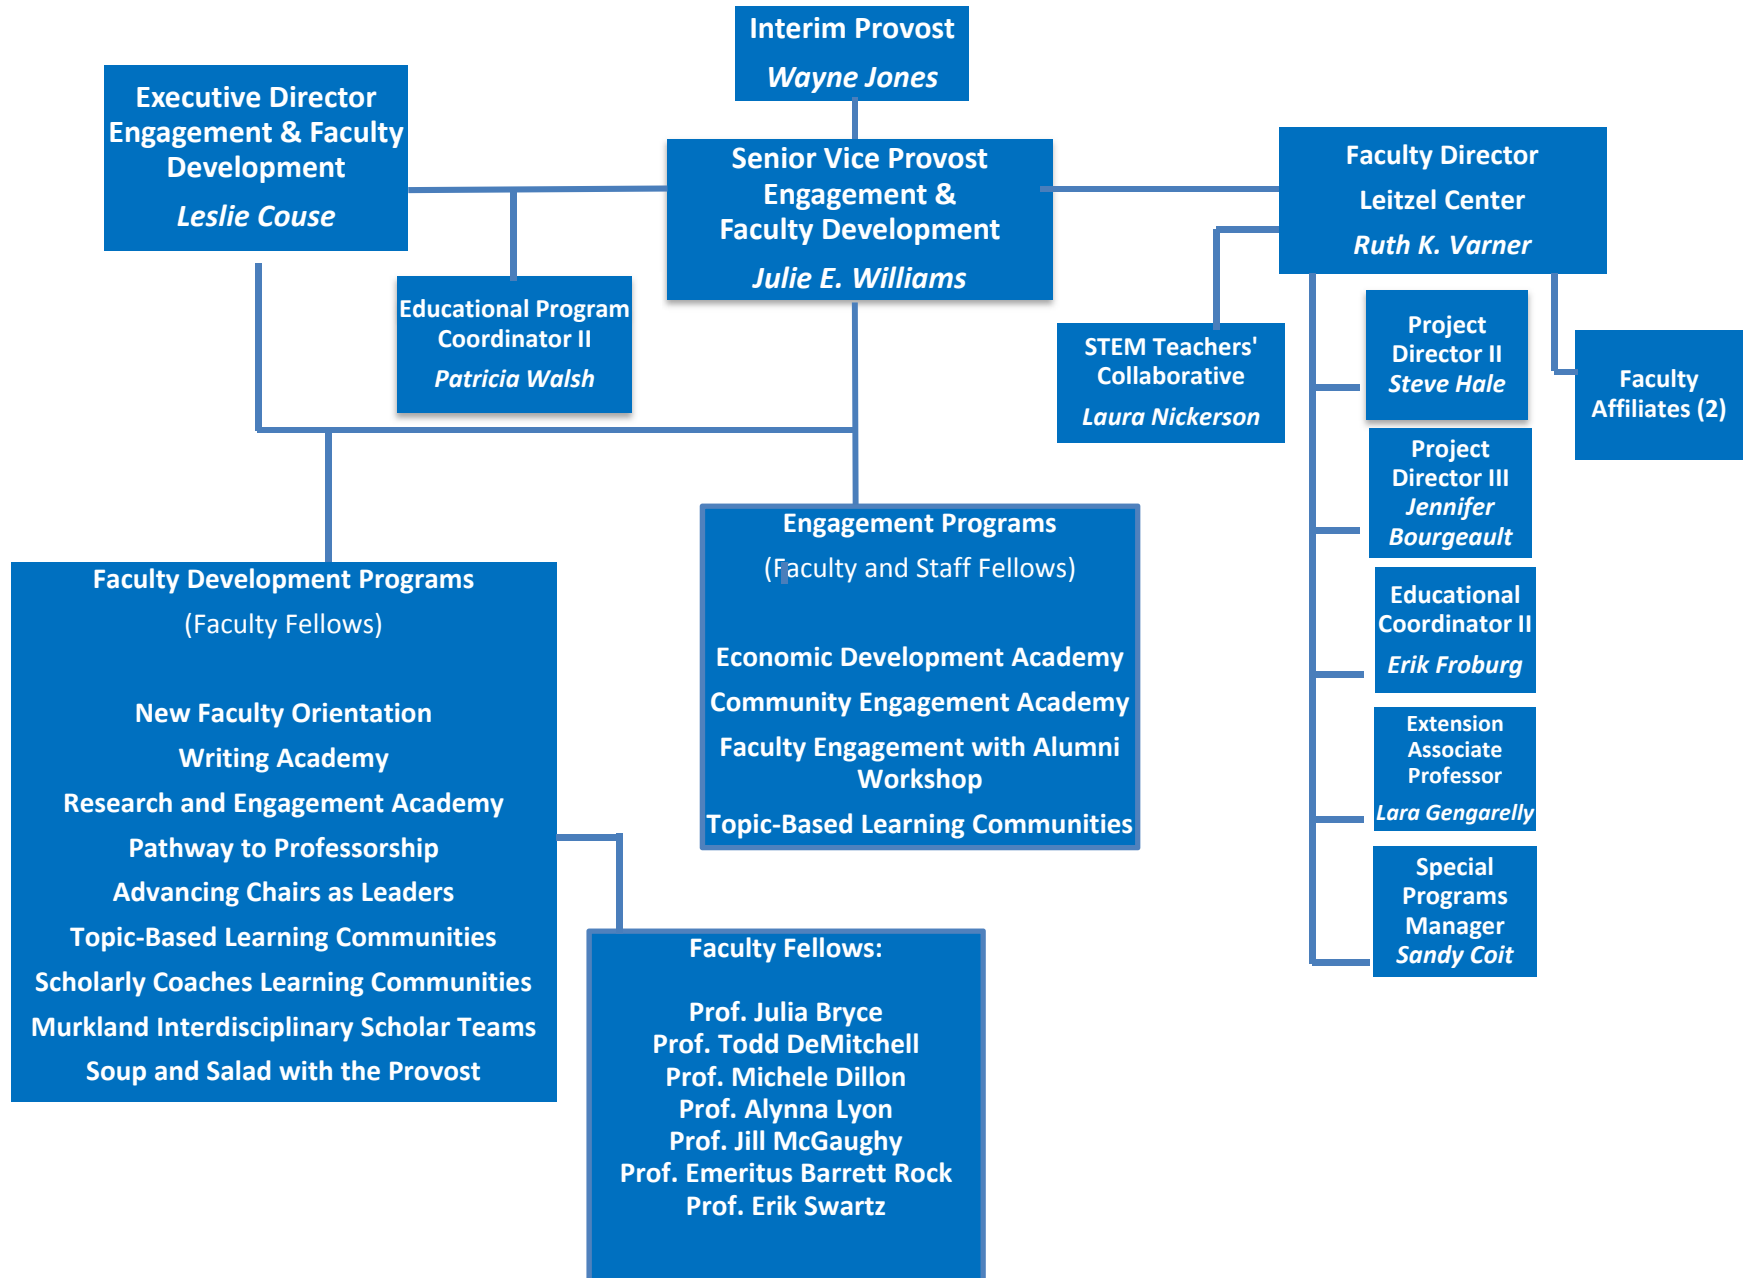 Interim Provost
Wayne Jones
Executive Director
Engagement & Faculty
Development
Leslie Couse
Senior Vice Provost
Engagement &
Faculty Development
Julie E. Williams
Faculty Director
Leitzel Center
Ruth K. Varner
Educational Program
Coordinator II
Patricia Walsh
STEM Teachers'
Collaborative
Laura Nickerson
Project
Director II
Steve Hale
Faculty
Affiliates (2)
Project
Director III
Jennifer
Bourgeault
Educational
Coordinator II
Erik Froburg
Extension
Associate
Professor
Lara Gengarelly
Special
Programs
Manager
Sandy Coit
Engagement Programs
(Faculty and Staff Fellows)
Economic Development Academy
Community Engagement Academy
Faculty Engagement with Alumni
Workshop
Topic-Based Learning Communities
Faculty Development Programs
(Faculty Fellows)
New Faculty Orientation
Writing Academy
Research and Engagement Academy
Pathway to Professorship
Advancing Chairs as Leaders
Topic-Based Learning Communities
Scholarly Coaches Learning Communities
Murkland Interdisciplinary Scholar Teams
Soup and Salad with the Provost
Faculty Fellows:
Prof. Julia Bryce
Prof. Todd DeMitchell
Prof. Michele Dillon
Prof. Alynna Lyon
Prof. Jill McGaughy
Prof. Emeritus Barrett Rock
Prof. Erik Swartz